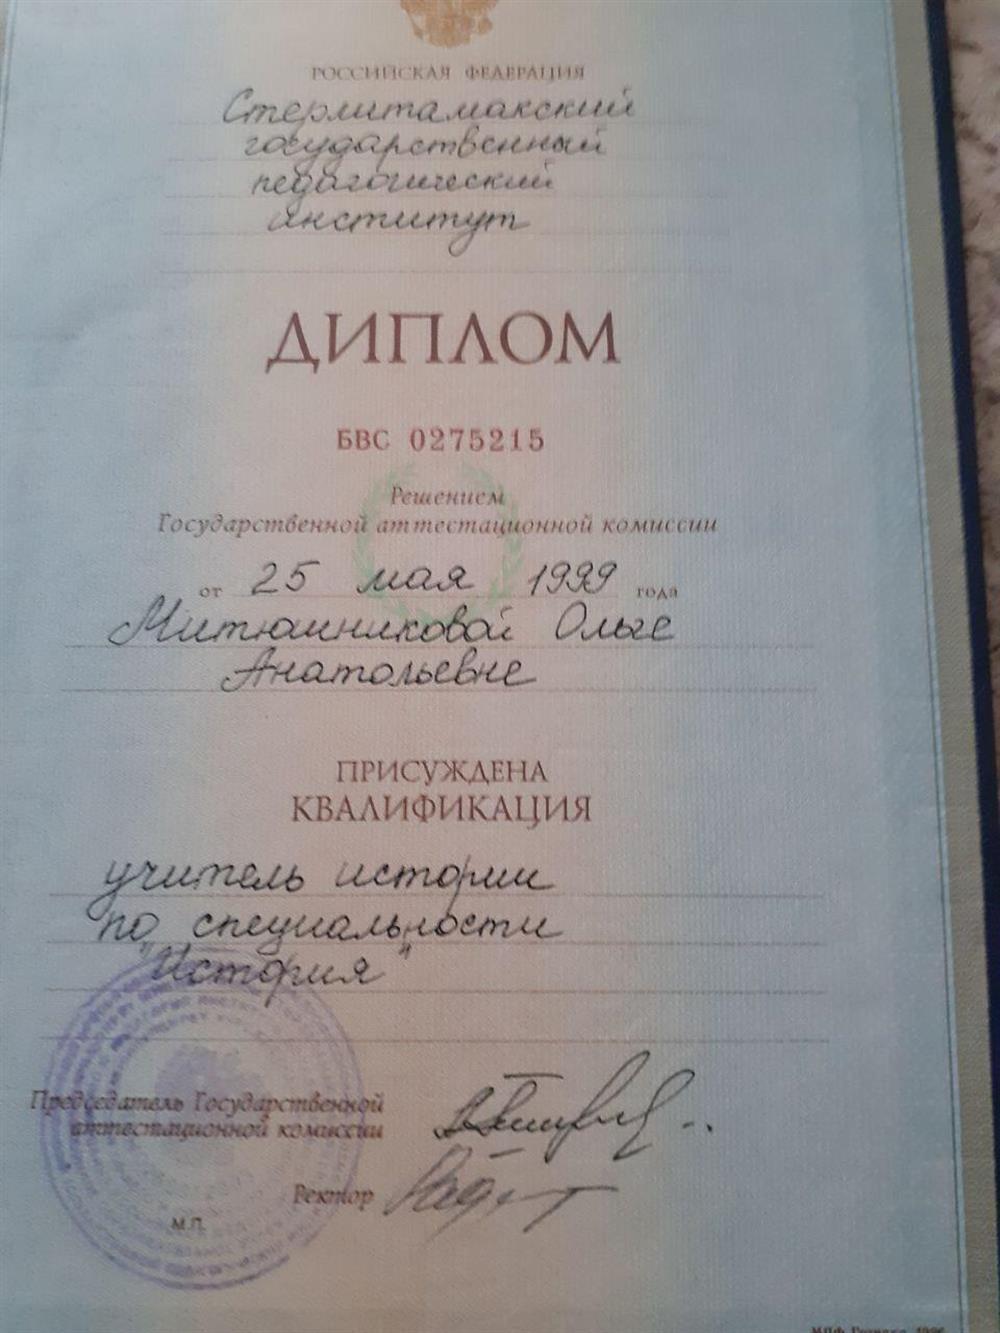 РОССИЙСКАЯ ФЕДЕРАЦИЯ
Стерлитамакский
государственный
педагогический
институт
ДИПЛОМ
БВС 0275215
Решением
Государственной аттестационной комиссии
от 25 мая 1999 года
Митюшниковой Ольге
Анатольевне
ПРИСУЖДЕНА
КВАЛИФИКАЦИЯ
учитель истории
по специальности
"История"
Председатель Государственной
аттестационной комиссии
Ректор
М.П.